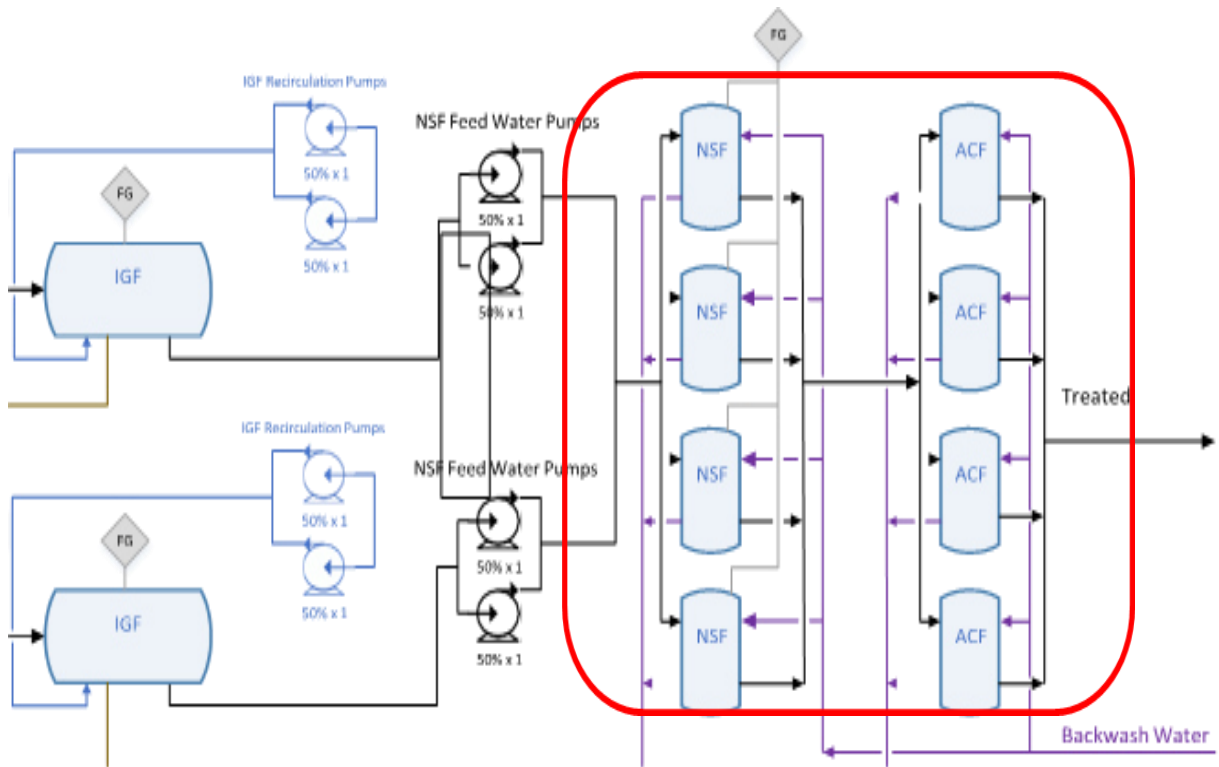 FG
IGF Recirculation Pumps
NSF Feed Water Pumps
50% x 1
50% x 1
50% x 1
50% x 1
FG
IGF
NSF
ACF
NSF
ACF
Treated
IGF Recirculation Pumps
NSF Feed Water Pumps
50% x 1
50% x 1
50% x 1
50% x 1
FG
IGF
NSF
ACF
NSF
ACF
Backwash Water